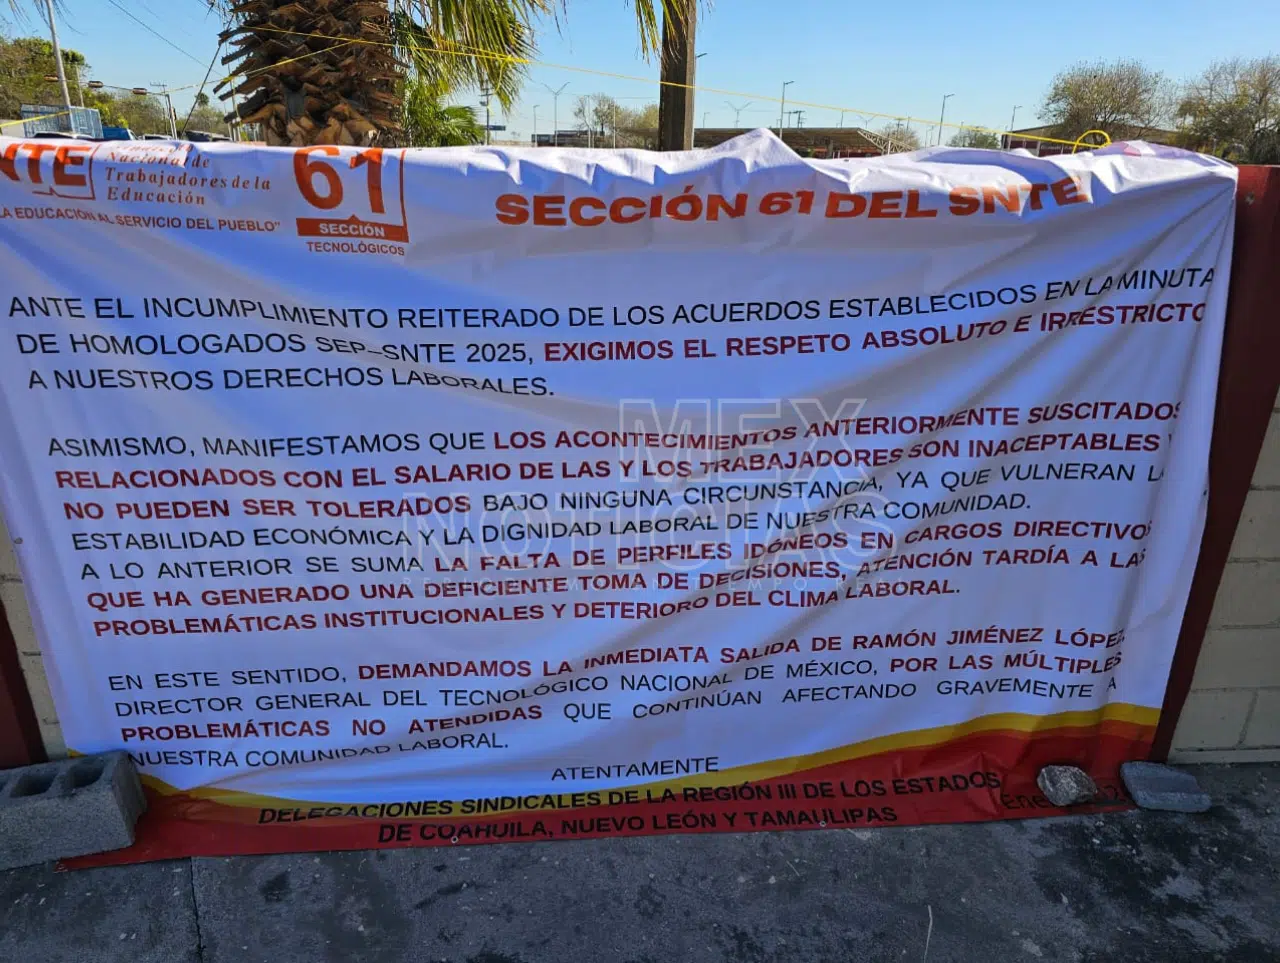 NTE
Sindicato
Nacional de
Trabajadores de la
Educación
LA EDUCACIÓN AL SERVICIO DEL PUEBLO"
61
SECCIÓN
TECNOLÓGICOS
SECCIÓN 61 DEL SNTE
ANTE EL INCUMPLIMIENTO REITERADO DE LOS ACUERDOS ESTABLECIDOS EN LA MINUTA
DE HOMOLOGADOS SEP-SNTE 2025, EXIGIMOS EL RESPETO ABSOLUTO E IRRESTRICTO
A NUESTROS DERECHOS LABORALES.
ASIMISMO, MANIFESTAMOS QUE LOS ACONTECIMIENTOS ANTERIORMENTE SUSCITADOS
RELACIONADOS CON EL SALARIO DE LAS Y LOS TRABAJADORES SON INACEPTABLES Y
NO PUEDEN SER TOLERADOS BAJO NINGUNA CIRCUNSTANCIA, YA QUE VULNERAN LA
ESTABILIDAD ECONÓMICA Y LA DIGNIDAD LABORAL DE NUESTRA COMUNIDAD.
A LO ANTERIOR SE SUMA LA FALTA DE PERFILES IDÓNEOS EN CARGOS DIRECTIVOS
QUE HA GENERADO UNA DEFICIENTE TOMA DE DECISIONES, ATENCIÓN TARDÍA A LAS
PROBLEMÁTICAS INSTITUCIONALES Y DETERIORO DEL CLIMA LABORAL.
EN ESTE SENTIDO, DEMANDAMOS LA INMEDIATA SALIDA DE RAMÓN JIMÉNEZ LÓPEZ,
DIRECTOR GENERAL DEL TECNOLÓGICO NACIONAL DE MÉXICO, POR LAS MÚLTIPLES
PROBLEMÁTICAS NO ATENDIDAS QUE CONTINÚAN AFECTANDO GRAVEMENTE A
NUESTRA COMUNIDAD LABORAL.
ATENTAMENTE
DELEGACIONES SINDICALES DE LA REGIÓN III DE LOS ESTADOS
DE COAHUILA, NUEVO LEÓN Y TAMAULIPAS
MEX
NOTICIAS